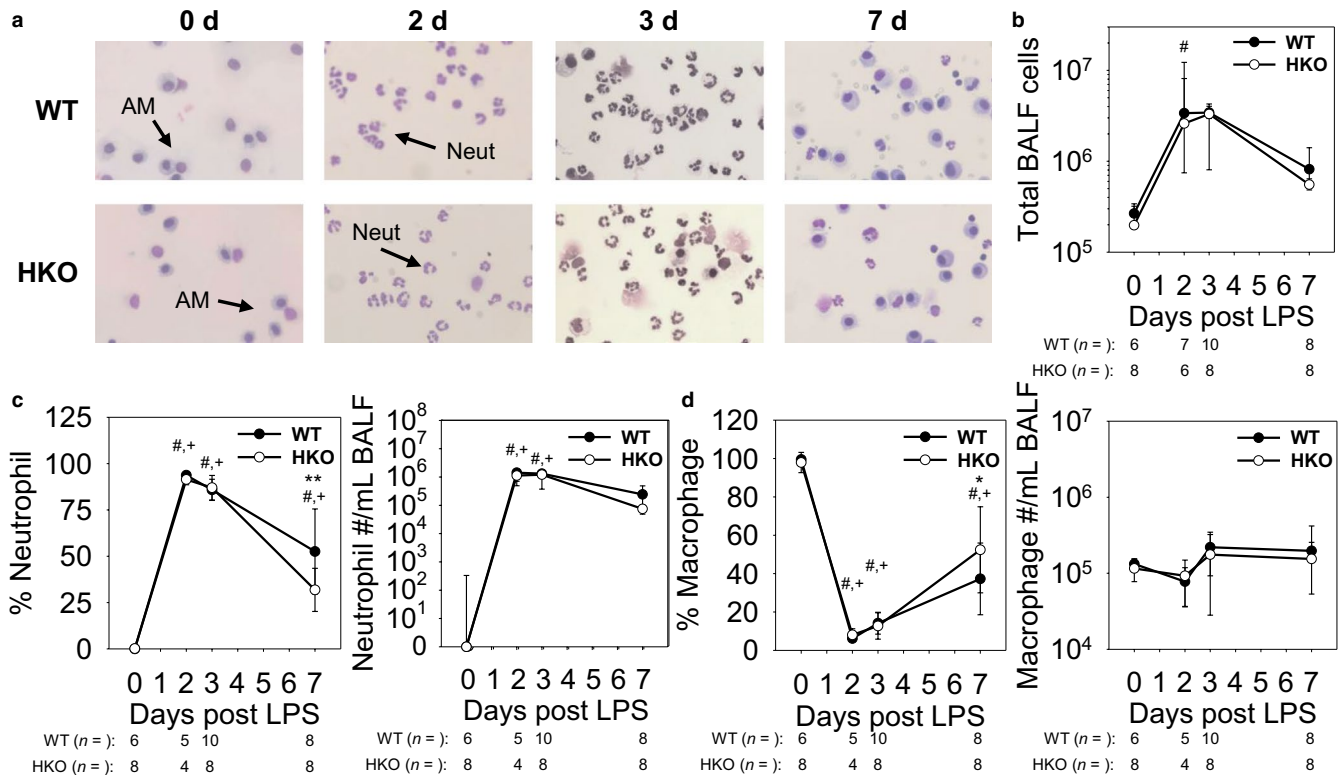 a
0 d 2 d 3 d 7 d
WT
AM
Neut
HKO
AM
Neut
b
Total BALF cells
10^7
10^6
10^5
#
WT
HKO
0 1 2 3 4 5 6 7
Days post LPS
WT (n = ): 6 7 10 8
HKO (n = ): 8 6 8 8
c
% Neutrophil
125
100
75
50
25
0
#,+
#,+
**
#,+
WT
HKO
0 1 2 3 4 5 6 7
Days post LPS
WT (n = ): 6 5 10 8
HKO (n = ): 8 4 8 8
Neutrophil #/mL BALF
10^8
10^7
10^6
10^5
10^4
10^3
10^2
10^1
0
#,+
#,+
WT
HKO
0 1 2 3 4 5 6 7
Days post LPS
WT (n = ): 6 5 10 8
HKO (n = ): 8 4 8 8
d
% Macrophage
120
100
80
60
40
20
0
#,+
#,+
*
#,+
WT
HKO
0 1 2 3 4 5 6 7
Days post LPS
WT (n = ): 6 5 10 8
HKO (n = ): 8 4 8 8
Macrophage #/mL BALF
10^7
10^6
10^5
10^4
WT
HKO
0 1 2 3 4 5 6 7
Days post LPS
WT (n = ): 6 5 10 8
HKO (n = ): 8 4 8 8